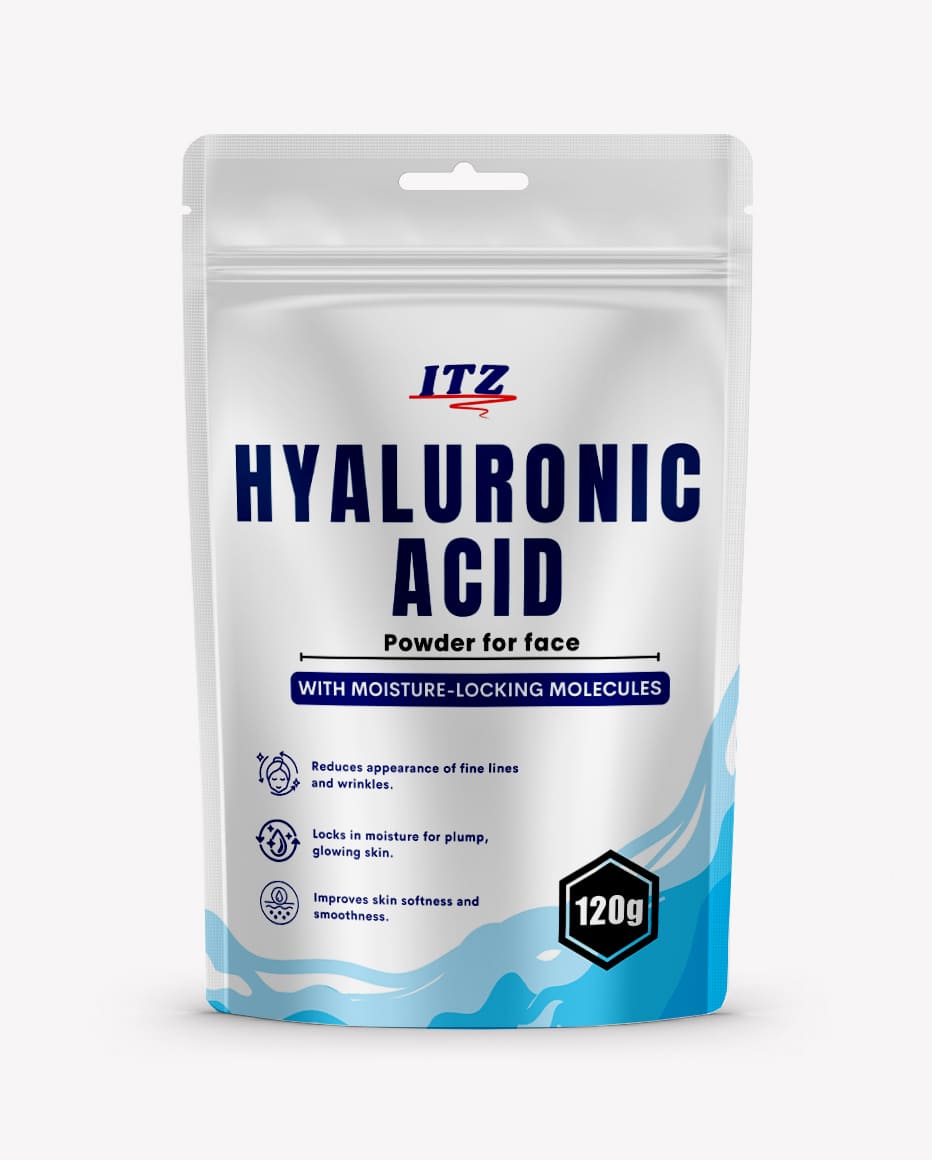 ITZ
HYALURONIC
ACID
Powder for face
WITH MOISTURE-LOCKING MOLECULES
Reduces appearance of fine lines
and wrinkles.
Locks in moisture for plump,
glowing skin.
Improves skin softness and
smoothness.
120g